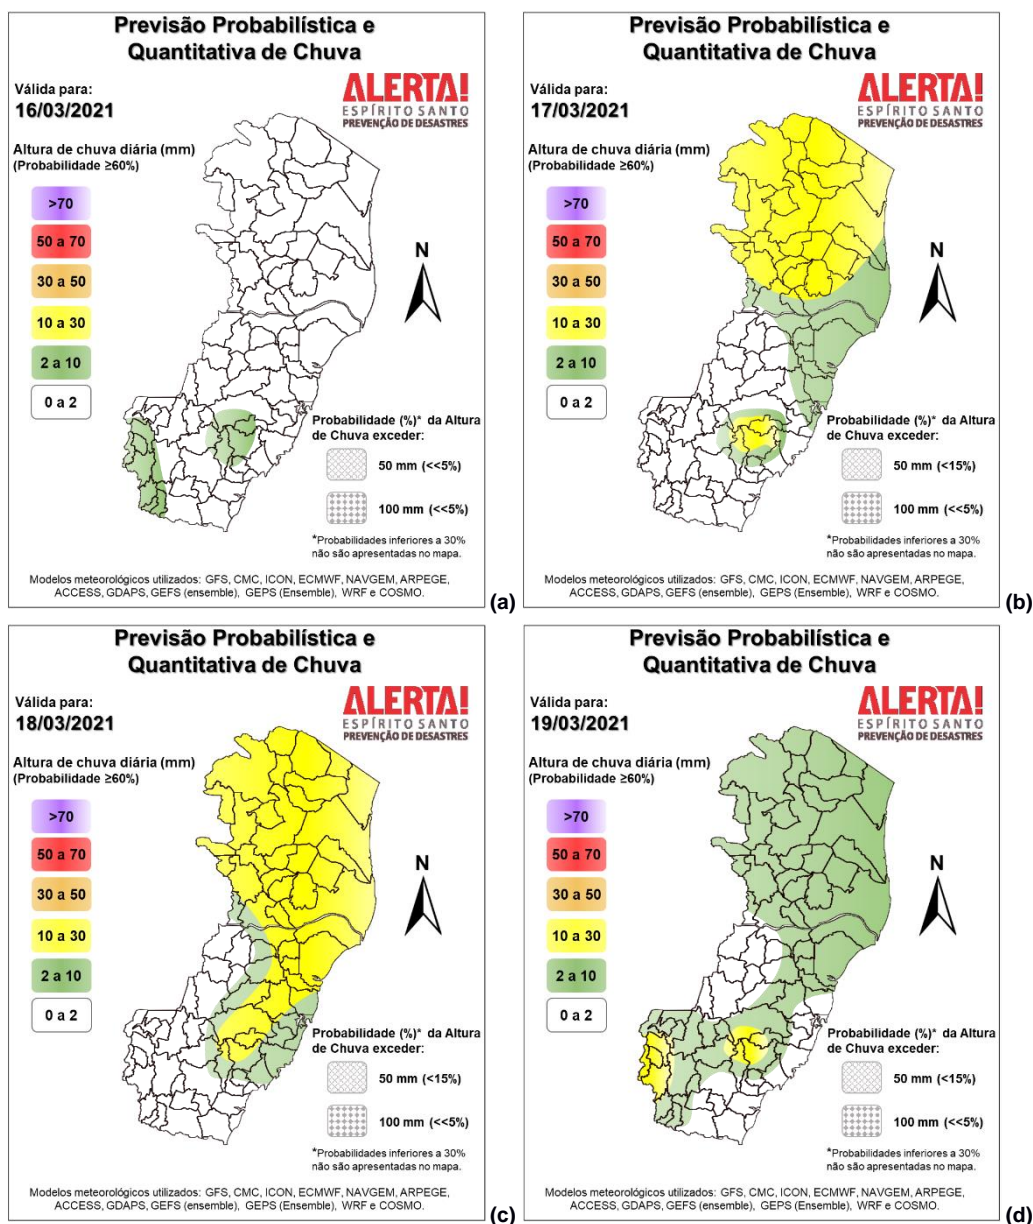 Previsão Probabilística e
Quantitativa de Chuva
Válida para:
16/03/2021
ALERTA!
ESPÍRITO SANTO
PREVENÇÃO DE DESASTRES
Altura de chuva diária (mm)
(Probabilidade ≥60%)
>70
50 a 70
30 a 50
10 a 30
2 a 10
0 a 2
N
Probabilidade (%)* da Altura
de Chuva exceder:
50 mm (<<5%)
100 mm (<<5%)
*Probabilidades inferiores a 30%
não são apresentadas no mapa.
Modelos meteorológicos utilizados: GFS, CMC, ICON, ECMWF, NAVGEM, ARPEGE,
ACCESS, GDAPS, GEFS (ensemble), GEPS (Ensemble), WRF e COSMO.
(a)
Previsão Probabilística e
Quantitativa de Chuva
Válida para:
17/03/2021
ALERTA!
ESPÍRITO SANTO
PREVENÇÃO DE DESASTRES
Altura de chuva diária (mm)
(Probabilidade ≥60%)
>70
50 a 70
30 a 50
10 a 30
2 a 10
0 a 2
N
Probabilidade (%)* da Altura
de Chuva exceder:
50 mm (<15%)
100 mm (<<5%)
*Probabilidades inferiores a 30%
não são apresentadas no mapa.
Modelos meteorológicos utilizados: GFS, CMC, ICON, ECMWF, NAVGEM, ARPEGE,
ACCESS, GDAPS, GEFS (ensemble), GEPS (Ensemble), WRF e COSMO.
(b)
Previsão Probabilística e
Quantitativa de Chuva
Válida para:
18/03/2021
ALERTA!
ESPÍRITO SANTO
PREVENÇÃO DE DESASTRES
Altura de chuva diária (mm)
(Probabilidade ≥60%)
>70
50 a 70
30 a 50
10 a 30
2 a 10
0 a 2
N
Probabilidade (%)* da Altura
de Chuva exceder:
50 mm (<15%)
100 mm (<<5%)
*Probabilidades inferiores a 30%
não são apresentadas no mapa.
Modelos meteorológicos utilizados: GFS, CMC, ICON, ECMWF, NAVGEM, ARPEGE,
ACCESS, GDAPS, GEFS (ensemble), GEPS (Ensemble), WRF e COSMO.
(c)
Previsão Probabilística e
Quantitativa de Chuva
Válida para:
19/03/2021
ALERTA!
ESPÍRITO SANTO
PREVENÇÃO DE DESASTRES
Altura de chuva diária (mm)
(Probabilidade ≥60%)
>70
50 a 70
30 a 50
10 a 30
2 a 10
0 a 2
N
Probabilidade (%)* da Altura
de Chuva exceder:
50 mm (<15%)
100 mm (<<5%)
*Probabilidades inferiores a 30%
não são apresentadas no mapa.
Modelos meteorológicos utilizados: GFS, CMC, ICON, ECMWF, NAVGEM, ARPEGE,
ACCESS, GDAPS, GEFS (ensemble), GEPS (Ensemble), WRF e COSMO.
(d)